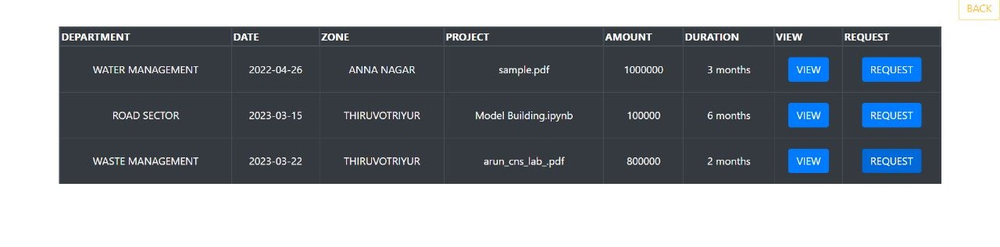 BACK
DEPARTMENT DATE ZONE PROJECT AMOUNT DURATION VIEW REQUEST
WATER MANAGEMENT 2022-04-26 ANNA NAGAR sample.pdf 1000000 3 months VIEW REQUEST
ROAD SECTOR 2023-03-15 THIRUVOTRIYUR Model Building.ipynb 100000 6 months VIEW REQUEST
WASTE MANAGEMENT 2023-03-22 THIRUVOTRIYUR arun_cns_lab_.pdf 800000 2 months VIEW REQUEST